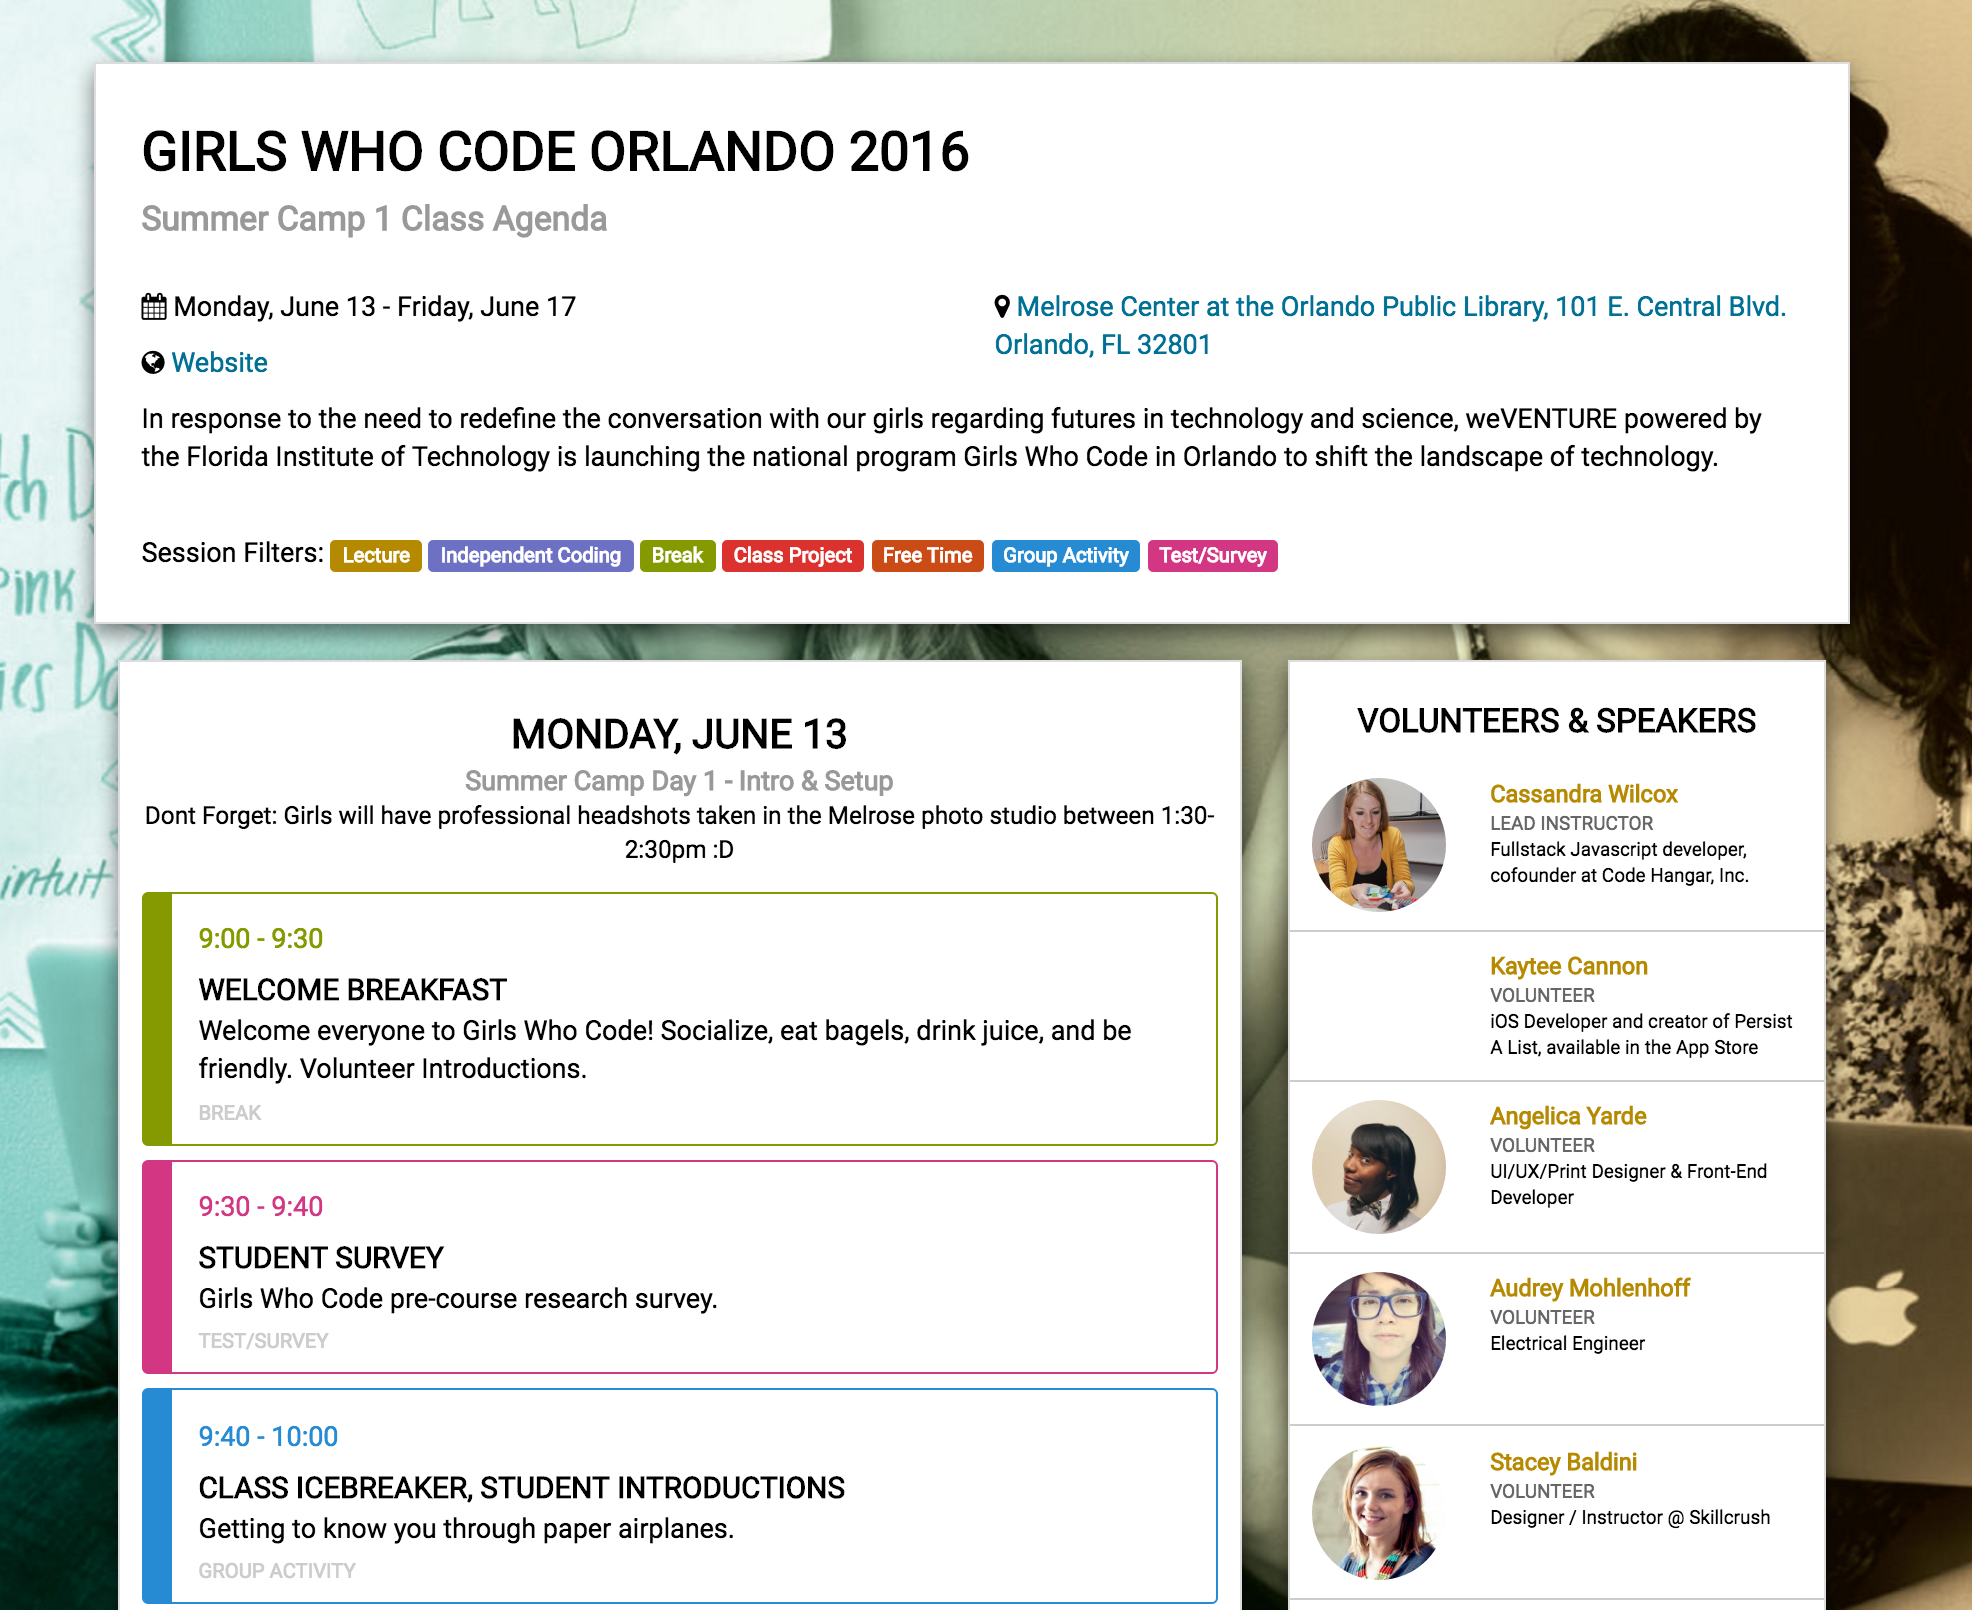 GIRLS WHO CODE ORLANDO 2016
Summer Camp 1 Class Agenda
Monday, June 13 - Friday, June 17
Website
Melrose Center at the Orlando Public Library, 101 E. Central Blvd.
Orlando, FL 32801
In response to the need to redefine the conversation with our girls regarding futures in technology and science, weVENTURE powered by
the Florida Institute of Technology is launching the national program Girls Who Code in Orlando to shift the landscape of technology.
Session Filters: Lecture Independent Coding Break Class Project Free Time Group Activity Test/Survey
intuit
MONDAY, JUNE 13
Summer Camp Day 1 - Intro & Setup
Dont Forget: Girls will have professional headshots taken in the Melrose photo studio between 1:30-
2:30pm :D
9:00 - 9:30
WELCOME BREAKFAST
Welcome everyone to Girls Who Code! Socialize, eat bagels, drink juice, and be
friendly. Volunteer Introductions.
BREAK
9:30 - 9:40
STUDENT SURVEY
Girls Who Code pre-course research survey.
TEST/SURVEY
9:40 - 10:00
CLASS ICEBREAKER, STUDENT INTRODUCTIONS
Getting to know you through paper airplanes.
GROUP ACTIVITY
VOLUNTEERS & SPEAKERS
Cassandra Wilcox
LEAD INSTRUCTOR
Fullstack Javascript developer,
cofounder at Code Hangar, Inc.
Kaytee Cannon
VOLUNTEER
iOS Developer and creator of Persist
A List, available in the App Store
Angelica Yarde
VOLUNTEER
UI/UX/Print Designer & Front-End
Developer
Audrey Mohlenhoff
VOLUNTEER
Electrical Engineer
Stacey Baldini
VOLUNTEER
Designer / Instructor @ Skillcrush